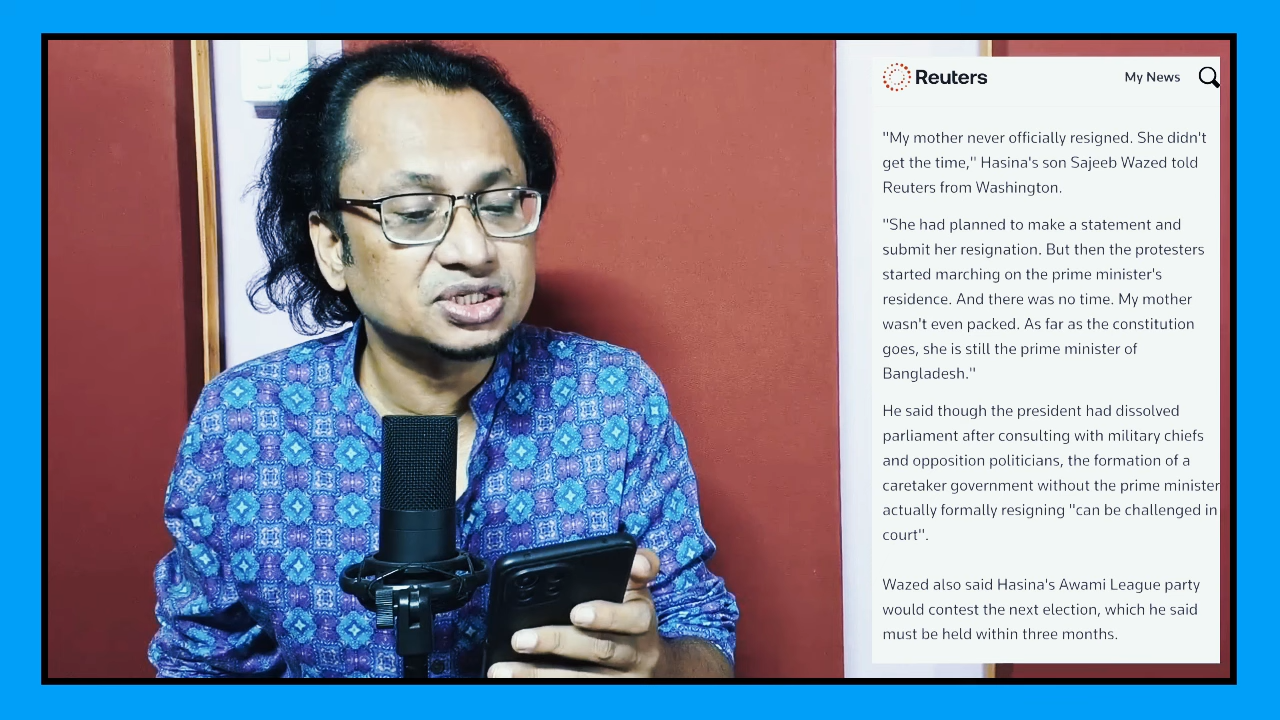 Reuters
My News
"My mother never officially resigned. She didn't
get the time," Hasina's son Sajeeb Wazed told
Reuters from Washington.
"She had planned to make a statement and
submit her resignation. But then the protesters
started marching on the prime minister's
residence. And there was no time. My mother
wasn't even packed. As far as the constitution
goes, she is still the prime minister of
Bangladesh."
He said though the president had dissolved
parliament after consulting with military chiefs
and opposition politicians, the formation of a
caretaker government without the prime minister
actually formally resigning "can be challenged in
court".
Wazed also said Hasina's Awami League party
would contest the next election, which he said
must be held within three months.